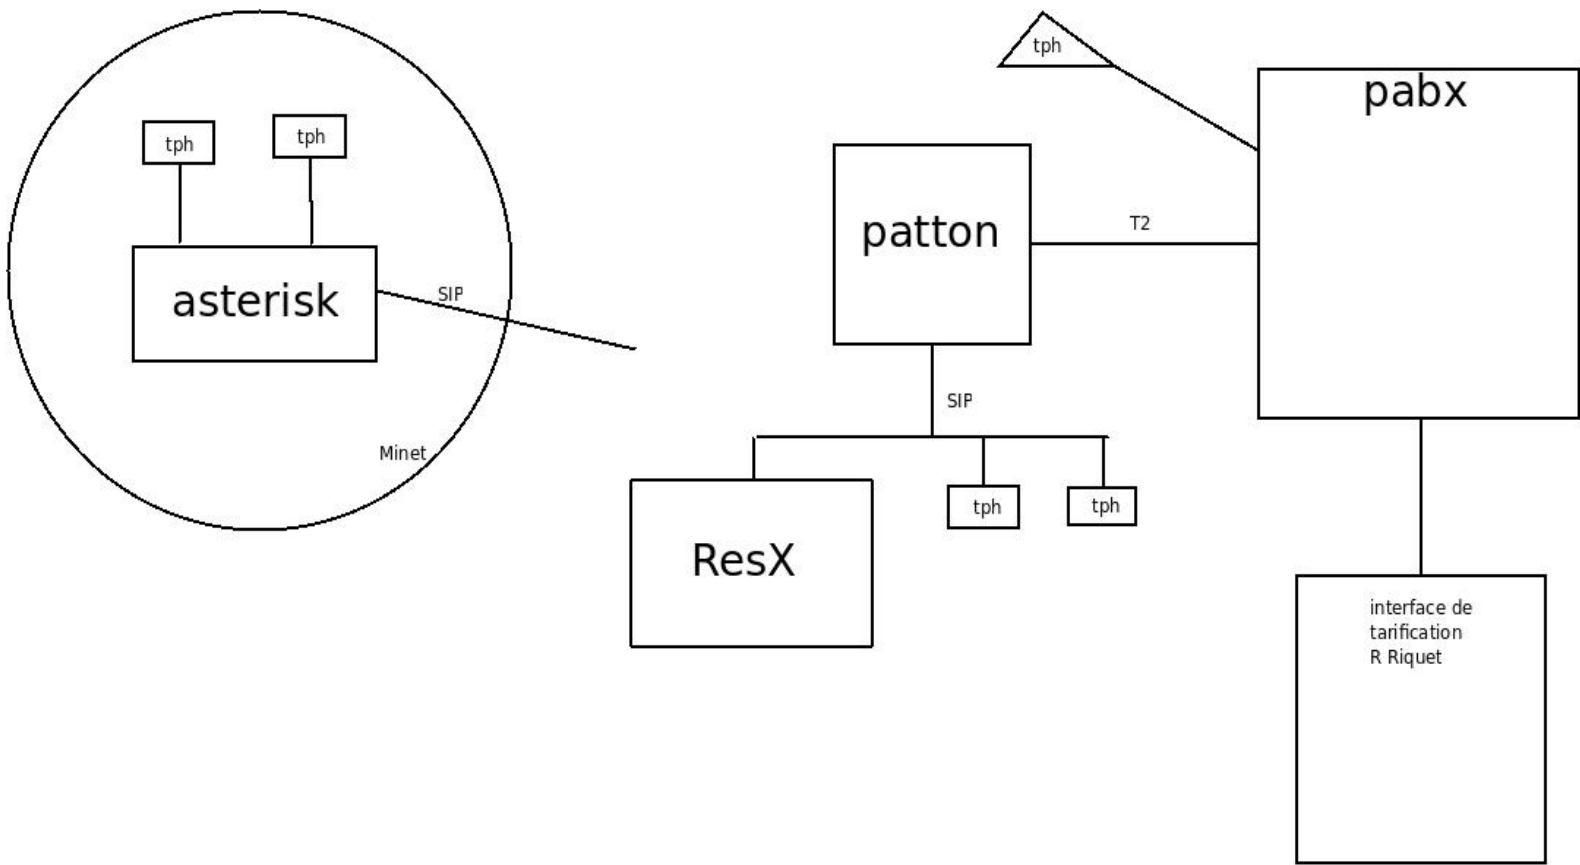 tph
pabx
tph
tph
T2
patton
SIP
asterisk
SIP
Minet
tph
tph
ResX
interface de
tarification
R Riquet